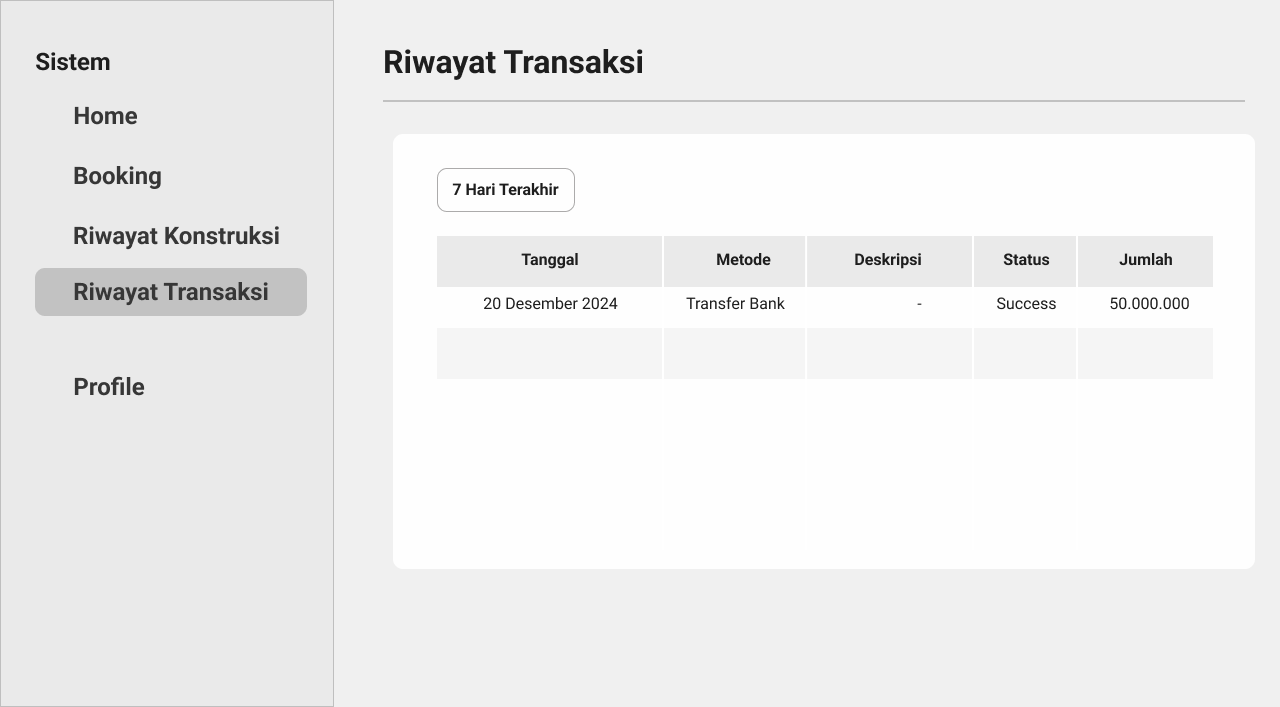 Sistem
Home
Booking
Riwayat Konstruksi
Riwayat Transaksi
Profile
Riwayat Transaksi
7 Hari Terakhir
Tanggal Metode Deskripsi Status Jumlah
20 Desember 2024 Transfer Bank - Success 50.000.000